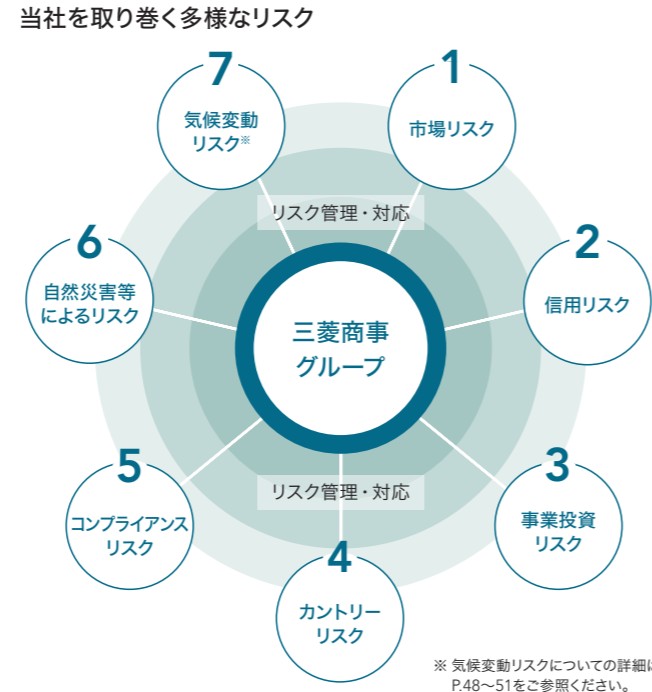 当社を取り巻く多様なリスク
7
気候変動
リスク※
1
市場リスク
リスク管理・対応
6
自然災害等
によるリスク
2
信用リスク
三菱商事
グループ
5
コンプライアンス
リスク
リスク管理・対応
3
事業投資
リスク
4
カントリー
リスク
※ 気候変動リスクについての詳細は
P.48〜51をご参照ください。